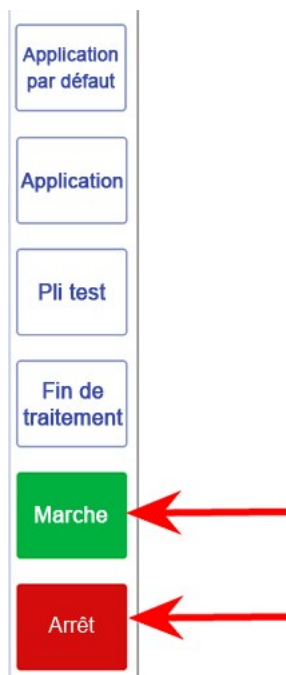 Application
par défaut
Application
Pli test
Fin de
traitement
Marche
Arrêt